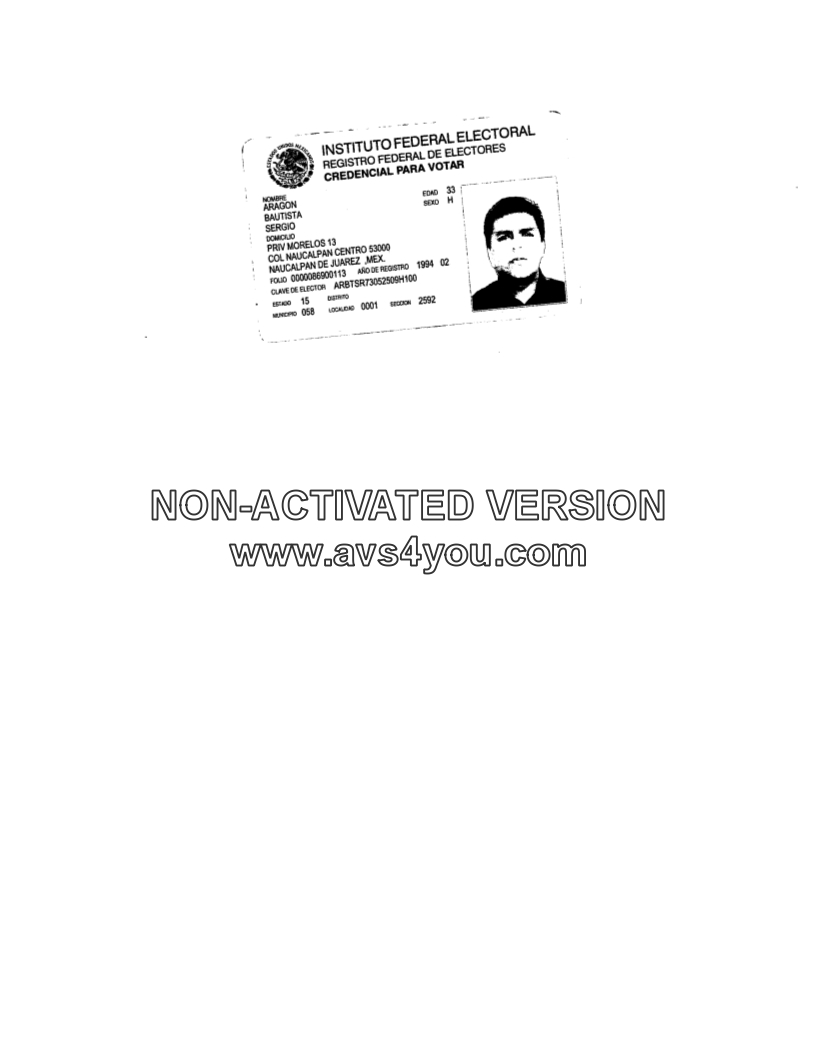 ESTADOS UNIDOS MEXICANOS
INSTITUTO FEDERAL ELECTORAL
REGISTRO FEDERAL DE ELECTORES
CREDENCIAL PARA VOTAR
NOMBRE
ARAGON
BAUTISTA
SERGIO
EDAD 33
SEXO H
DOMICILIO
PRIV MORELOS 13
COL NAUCALPAN CENTRO 53000
NAUCALPAN DE JUAREZ ,MEX.
FOLIO 0000086900113 AÑO DE REGISTRO 1994 02
CLAVE DE ELECTOR ARBTSR73052509H100
ESTADO 15 DISTRITO
MUNICIPIO 058 LOCALIDAD 0001 SECCION 2592
NON-ACTIVATED VERSION
www.avs4you.com